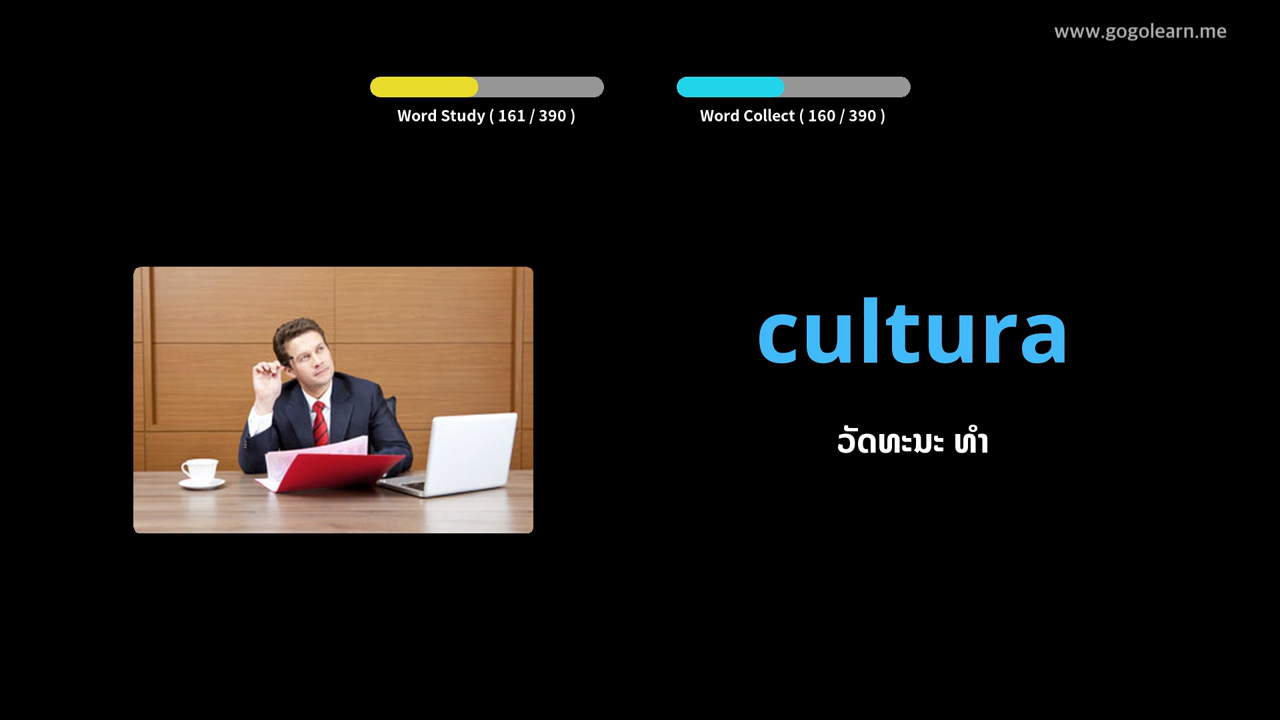 www.gogolearn.me
Word Study ( 161 / 390 )
Word Collect ( 160 / 390 )
cultura
ວັດທະນະ ທໍາ